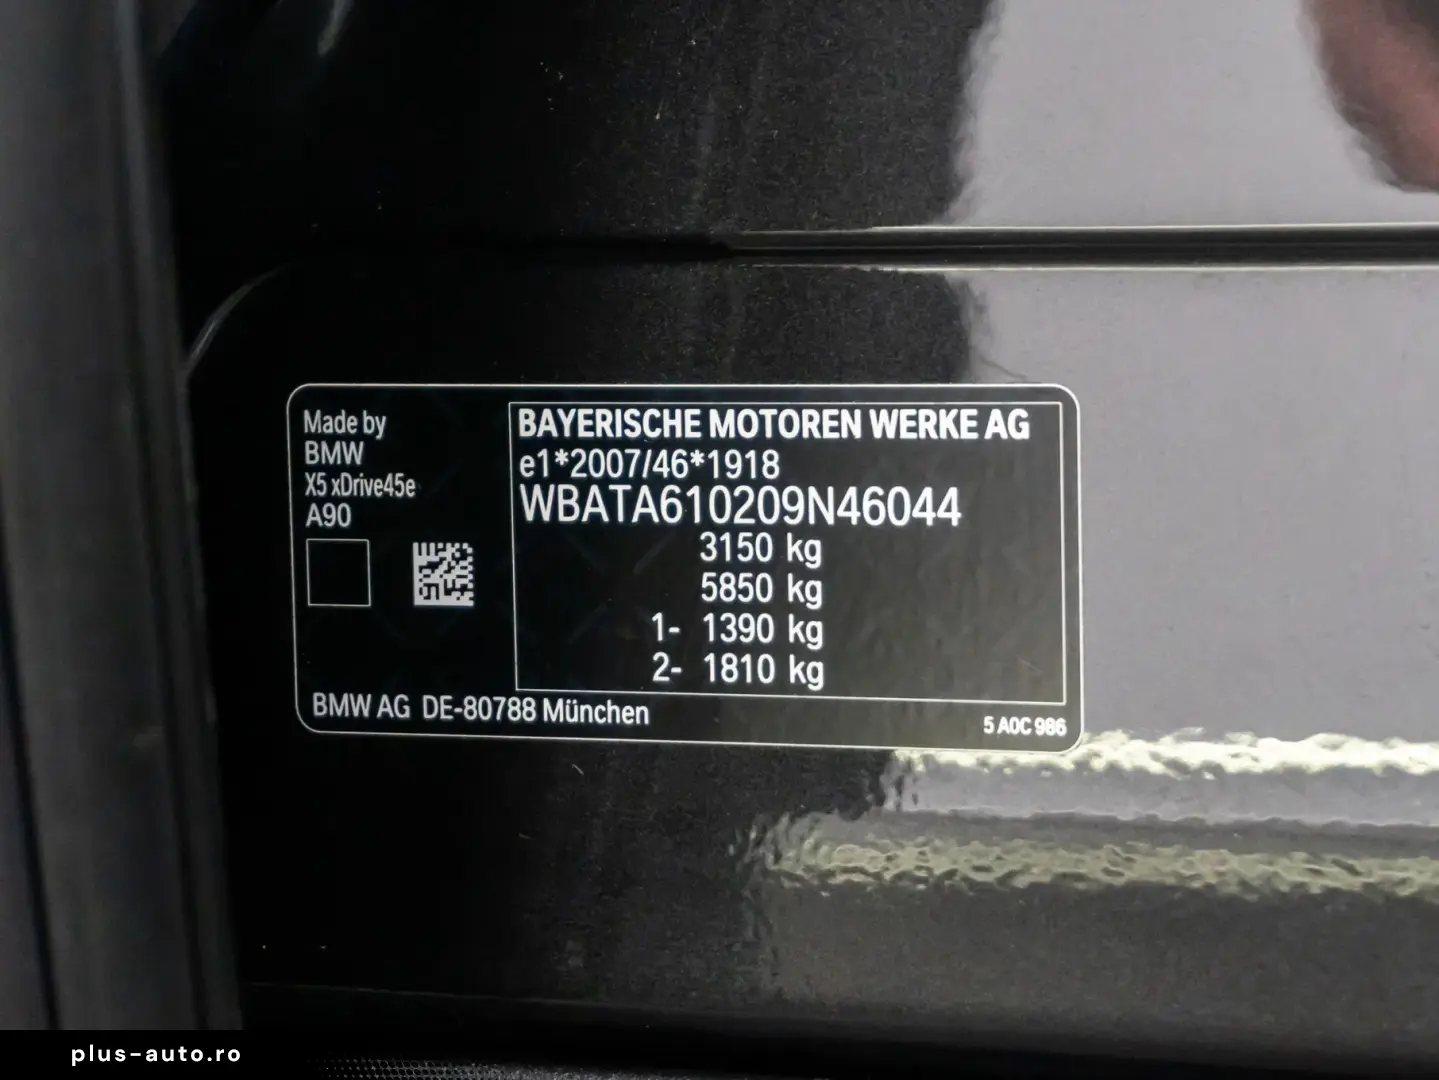 Made by
BMW
X5 xDrive45e
A90
BAYERISCHE MOTOREN WERKE AG
e1*2007/46*1918
WBATA610209N46044
3150 kg
5850 kg
1- 1390 kg
2- 1810 kg
BMW AG DE-80788 München
5 A0C 986
plus-auto.ro